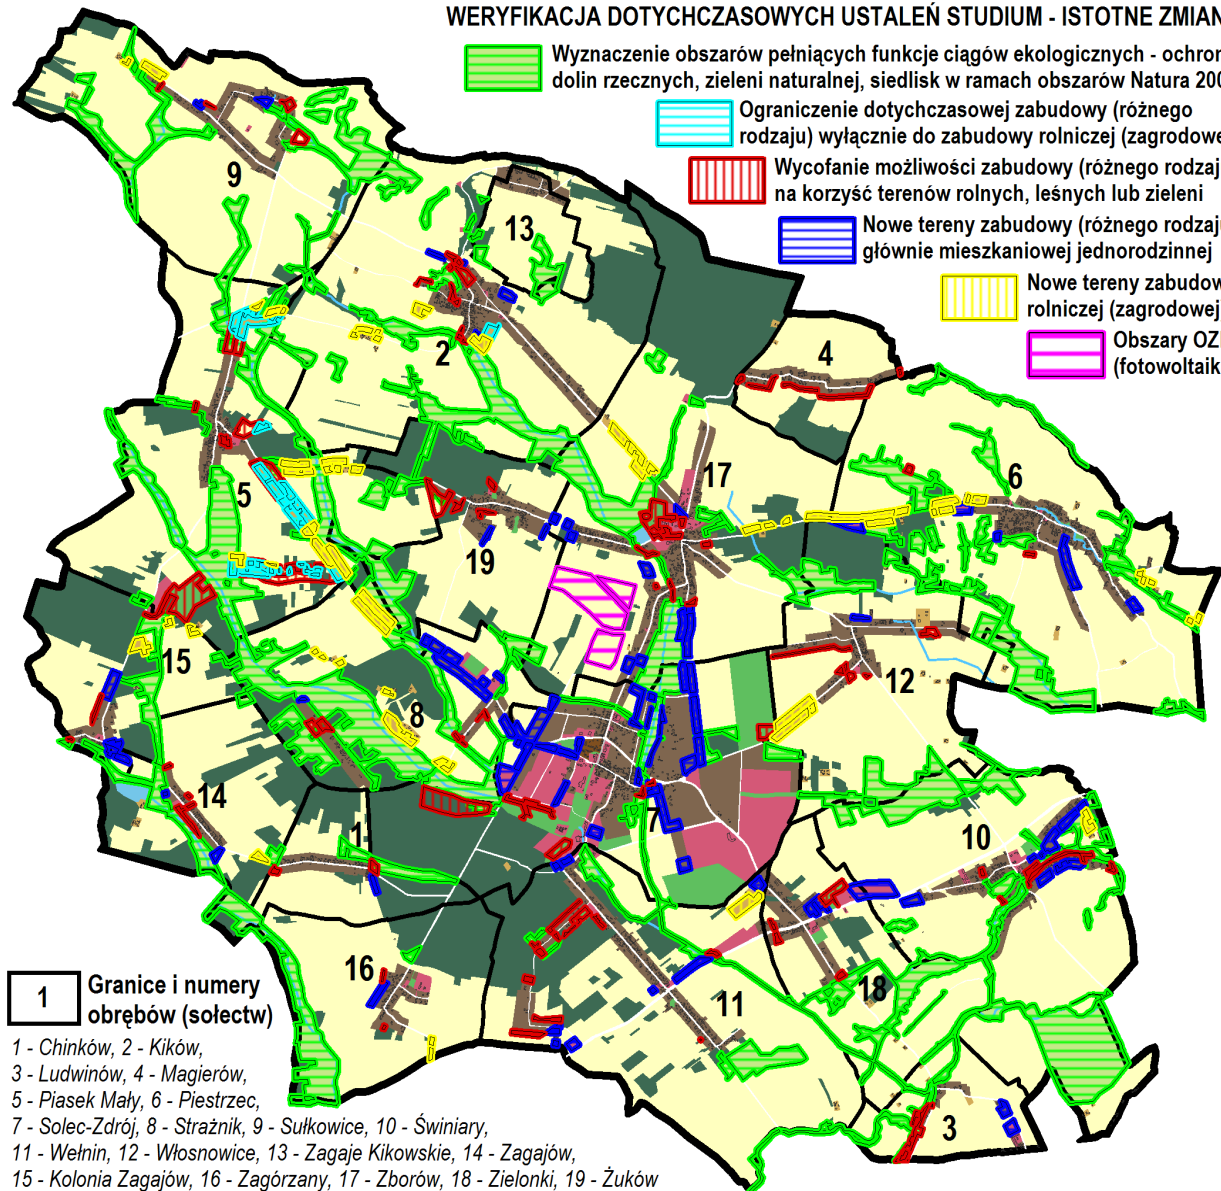 WERYFIKACJA DOTYCHCZASOWYCH USTALEŃ STUDIUM - ISTOTNE ZMIAN
Wyznaczenie obszarów pełniących funkcje ciągów ekologicznych - ochron
dolin rzecznych, zieleni naturalnej, siedlisk w ramach obszarów Natura 200
Ograniczenie dotychczasowej zabudowy (różnego
rodzaju) wyłącznie do zabudowy rolniczej (zagrodowe
Wycofanie możliwości zabudowy (różnego rodzaj
na korzyść terenów rolnych, leśnych lub zieleni
Nowe tereny zabudowy (różnego rodzaju
głównie mieszkaniowej jednorodzinnej
Nowe tereny zabudow
rolniczej (zagrodowej
Obszary OZ
(fotowoltaik
9
13
2
4
17
6
5
19
15
12
8
14
1
7
10
16
11
18
3
1
Granice i numery
obrębów (sołectw)
1 - Chinków, 2 - Kików,
3 - Ludwinów, 4 - Magierów,
5 - Piasek Mały, 6 - Piestrzec,
7 - Solec-Zdrój, 8 - Strażnik, 9 - Sułkowice, 10 - Świniary,
11 - Wełnin, 12 - Włosnowice, 13 - Zagaje Kikowskie, 14 - Zagajów,
15 - Kolonia Zagajów, 16 - Zagórzany, 17 - Zborów, 18 - Zielonki, 19 - Żuków